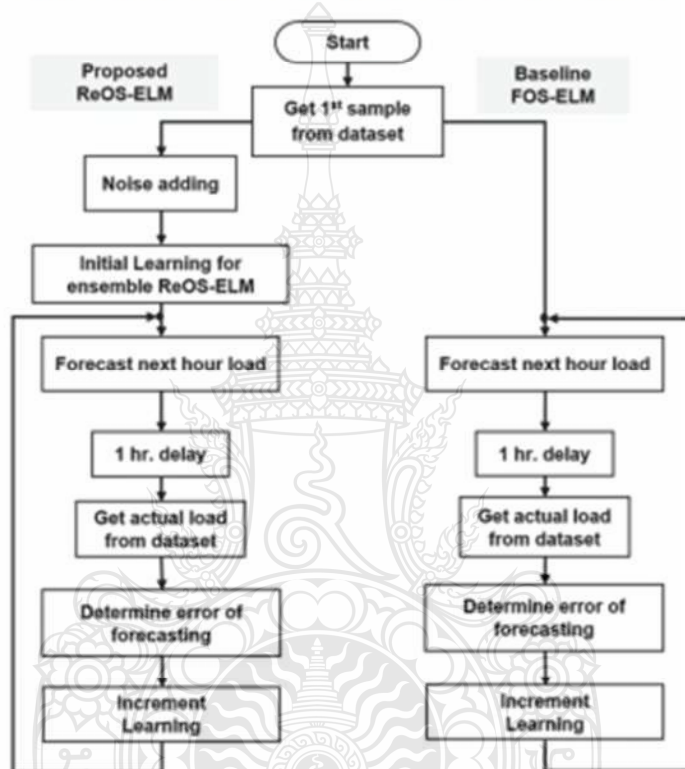 Start
Proposed
ReOS-ELM
Baseline
FOS-ELM
Get 1st sample
from dataset
Noise adding
Initial Learning for
ensemble ReOS-ELM
Forecast next hour load
1 hr. delay
Get actual load
from dataset
Determine error of
forecasting
Increment
Learning
Forecast next hour load
1 hr. delay
Get actual load
from dataset
Determine error of
forecasting
Increment
Learning